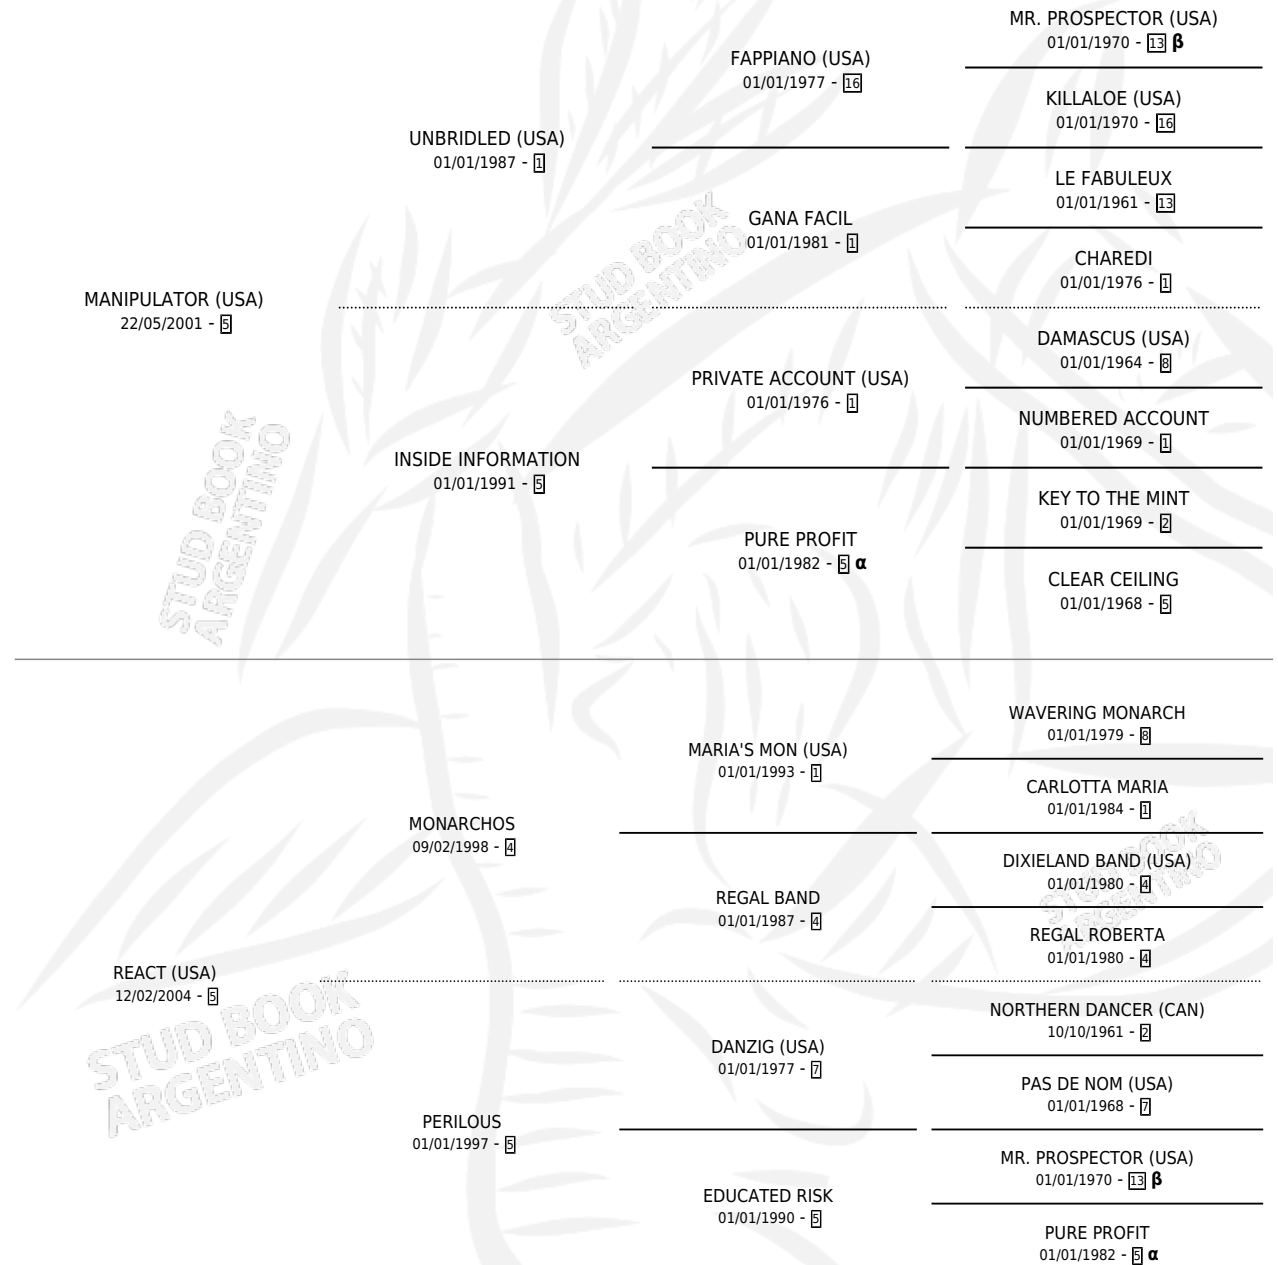 MR. PROSPECTOR (USA)
01/01/1970 - 13 β
FAPPIANO (USA)
01/01/1977 - 16
KILLALOE (USA)
01/01/1970 - 16
UNBRIDLED (USA)
01/01/1987 - 1
LE FABULEUX
01/01/1961 - 13
GANA FACIL
01/01/1981 - 1
CHAREDI
01/01/1976 - 1
MANIPULATOR (USA)
22/05/2001 - 5
DAMASCUS (USA)
01/01/1964 - 8
PRIVATE ACCOUNT (USA)
01/01/1976 - 1
NUMBERED ACCOUNT
01/01/1969 - 1
INSIDE INFORMATION
01/01/1991 - 5
KEY TO THE MINT
01/01/1969 - 2
PURE PROFIT
01/01/1982 - 5 α
CLEAR CEILING
01/01/1968 - 5
WAVERING MONARCH
01/01/1979 - 8
MARIA'S MON (USA)
01/01/1993 - 1
CARLOTTA MARIA
01/01/1984 - 1
MONARCHOS
09/02/1998 - 4
DIXIELAND BAND (USA)
01/01/1980 - 4
REGAL BAND
01/01/1987 - 4
REGAL ROBERTA
01/01/1980 - 4
REACT (USA)
12/02/2004 - 5
NORTHERN DANCER (CAN)
10/10/1961 - 2
DANZIG (USA)
01/01/1977 - 7
PAS DE NOM (USA)
01/01/1968 - 7
PERILOUS
01/01/1997 - 5
MR. PROSPECTOR (USA)
01/01/1970 - 13 β
EDUCATED RISK
01/01/1990 - 5
PURE PROFIT
01/01/1982 - 5 α
STUD BOOK
ARGENTINO
STUD BOOK
ARGENTINO
STUD BOOK
ARGENTINO
STUD BOOK
ARGENTINO